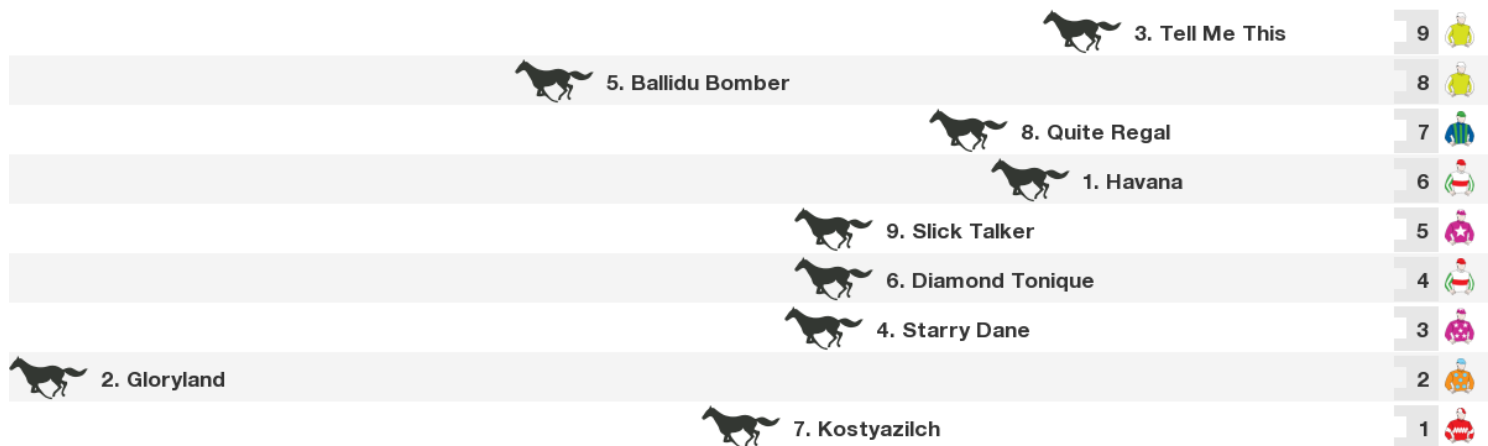 3. Tell Me This 9
5. Ballidu Bomber 8
8. Quite Regal 7
1. Havana 6
9. Slick Talker 5
6. Diamond Tonique 4
4. Starry Dane 3
2. Gloryland 2
7. Kostyazilch 1